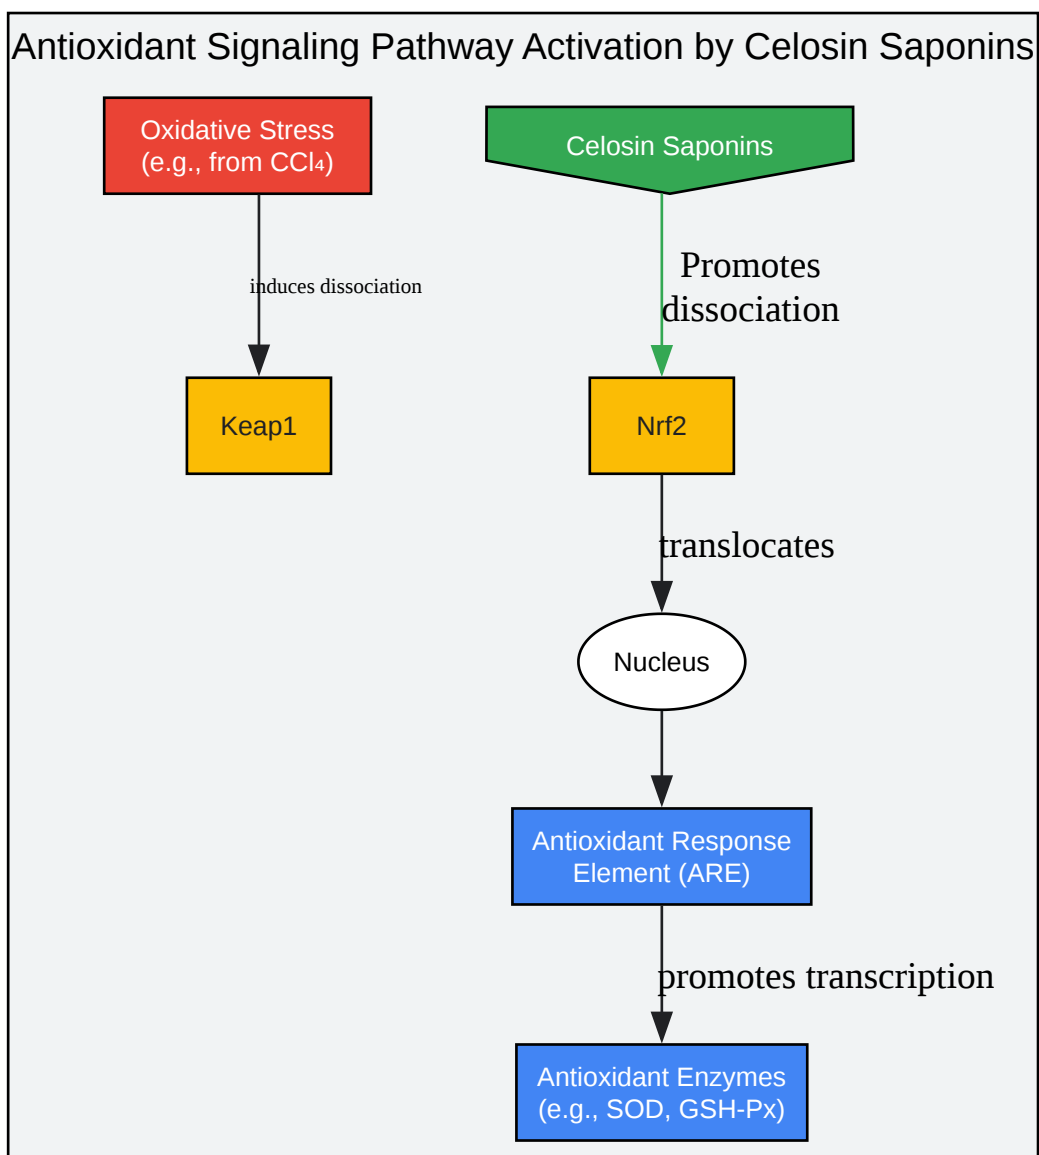 Antioxidant Signaling Pathway Activation by Celosin Saponins
Oxidative Stress
(e.g., from CCl₄)
Celosin Saponins
induces dissociation
Promotes
dissociation
Keap1
Nrf2
translocates
Nucleus
Antioxidant Response
Element (ARE)
promotes transcription
Antioxidant Enzymes
(e.g., SOD, GSH-Px)